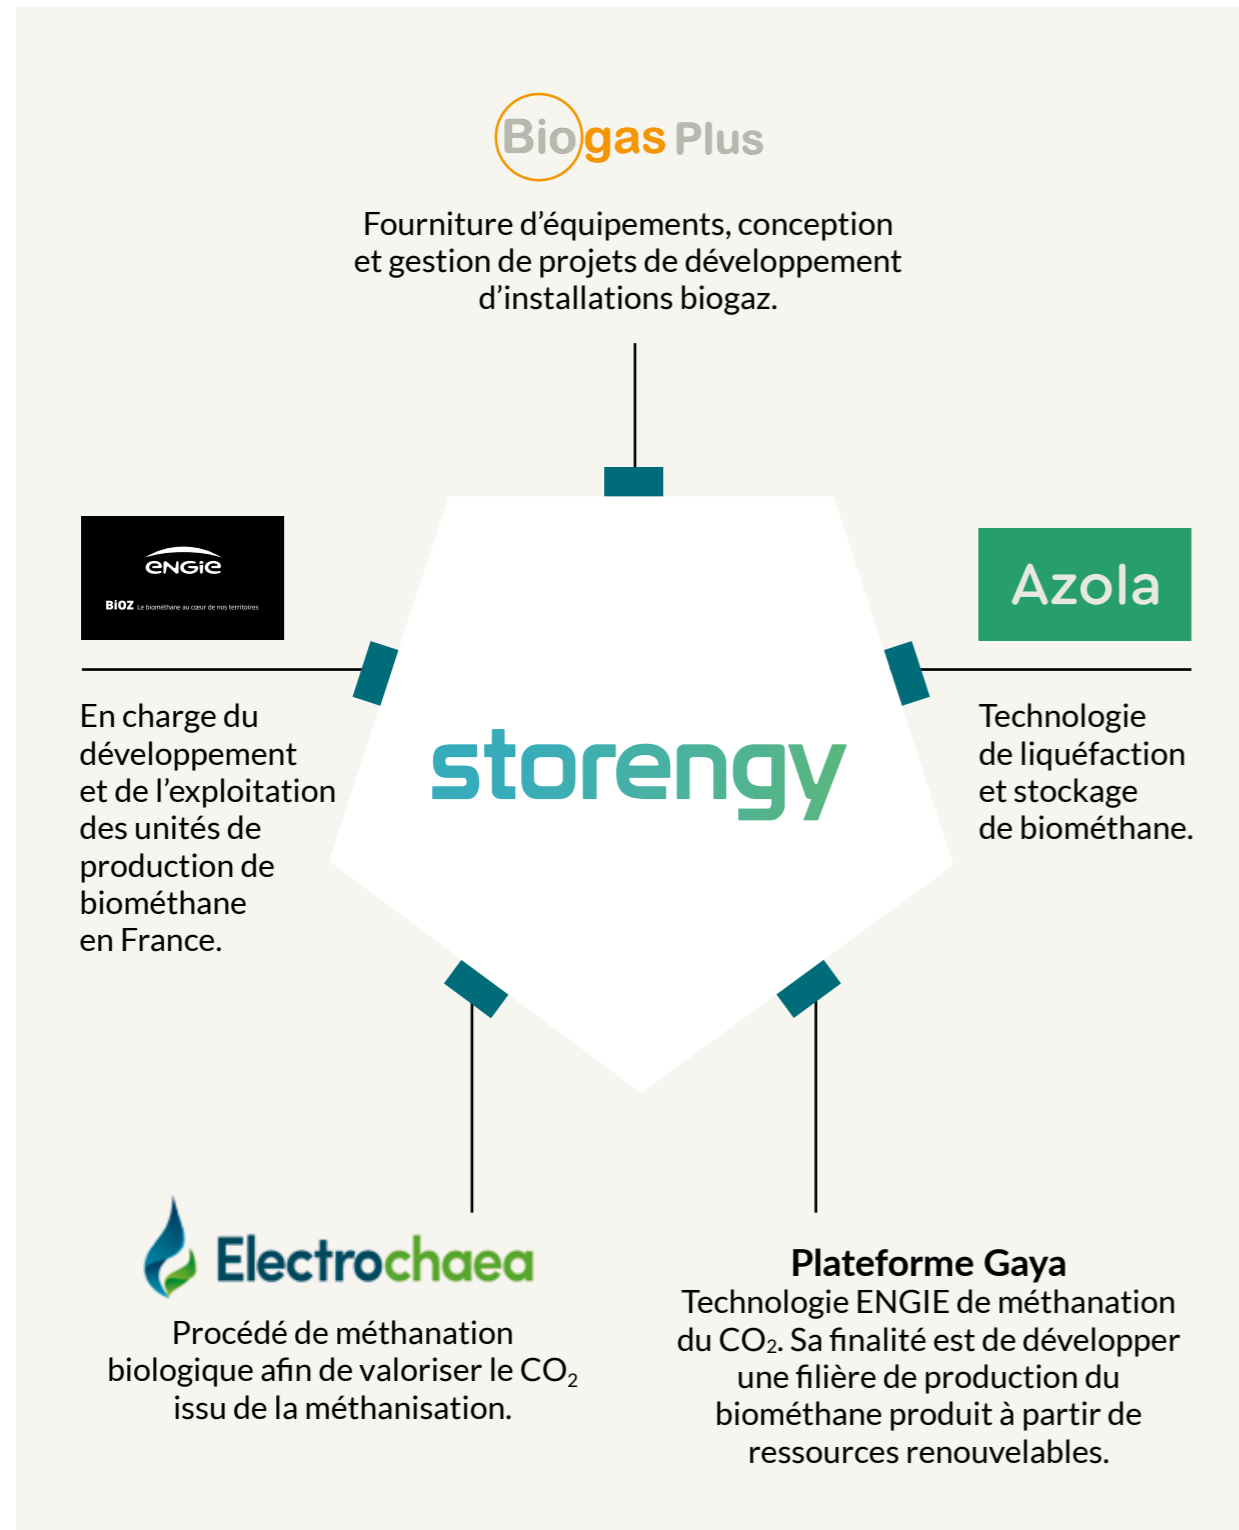 Biogas Plus
Fourniture d’équipements, conception
et gestion de projets de développement
d’installations biogaz.
ENGIE
BiOZ Le biométhane au cœur de nos territoires
En charge du
développement
et de l’exploitation
des unités de
production de
biométhane
en France.
storengy
Azola
Technologie
de liquéfaction
et stockage
de biométhane.
Electrochaea
Procédé de méthanation
biologique afin de valoriser le CO₂
issu de la méthanisation.
Plateforme Gaya
Technologie ENGIE de méthanation
du CO₂. Sa finalité est de développer
une filière de production du
biométhane produit à partir de
ressources renouvelables.